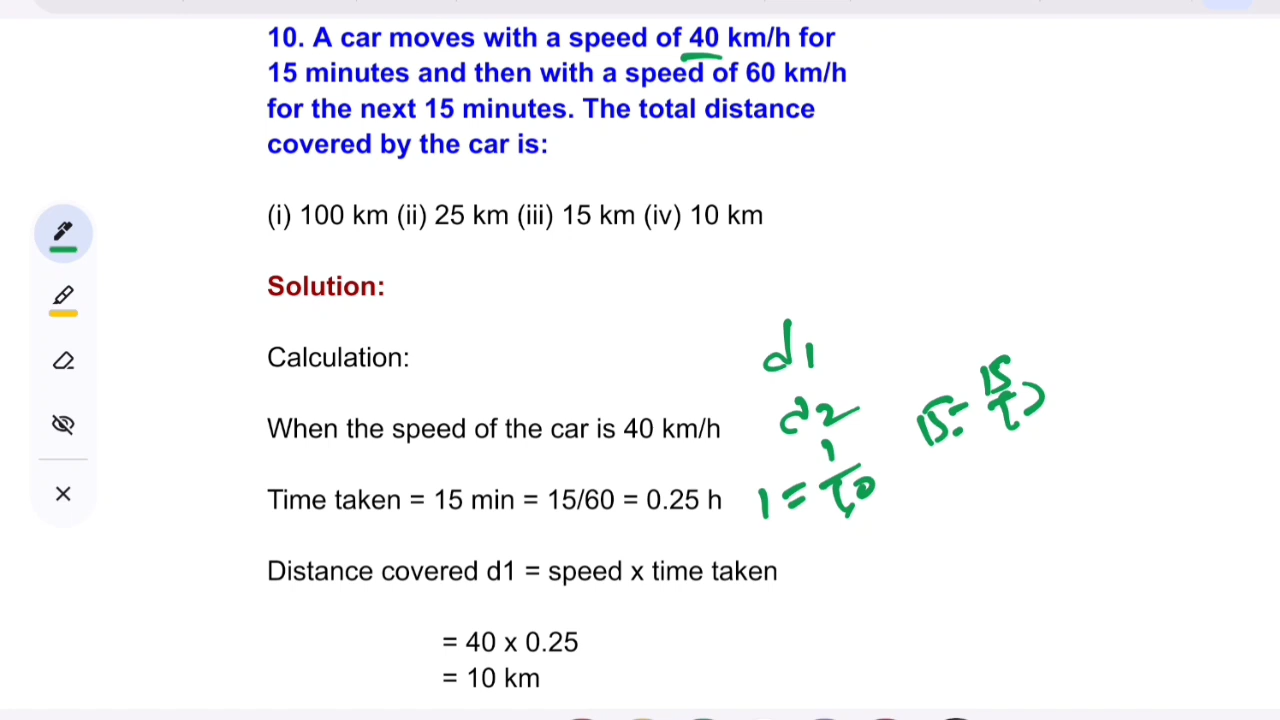 10. A car moves with a speed of 40 km/h for
15 minutes and then with a speed of 60 km/h
for the next 15 minutes. The total distance
covered by the car is:
(i) 100 km (ii) 25 km (iii) 15 km (iv) 10 km
Solution:
Calculation:
d1
When the speed of the car is 40 km/h
d2
15 =
Time taken = 15 min = 15/60 = 0.25 h
1 =
Distance covered d1 = speed x time taken
= 40 x 0.25
= 10 km